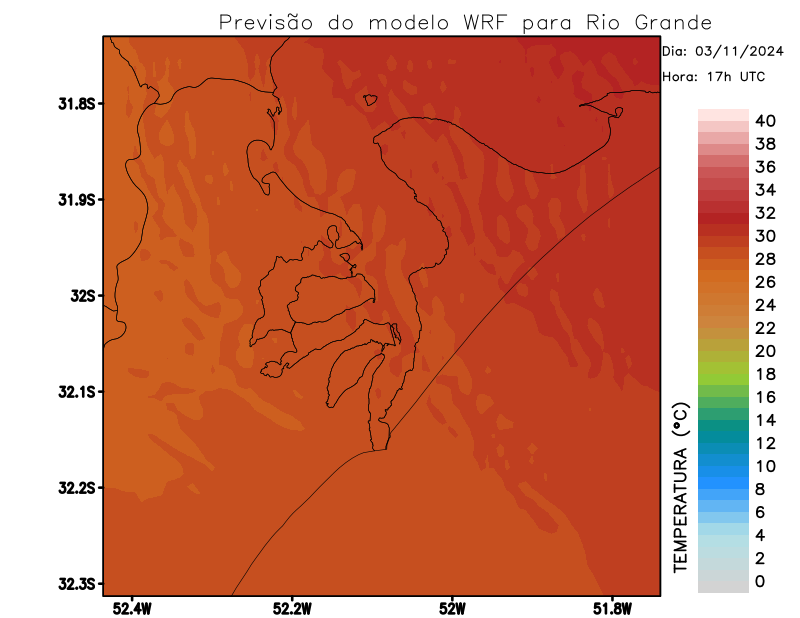 Previsão do modelo WRF para Rio Grande
Dia: 03/11/2024
Hora: 17h UTC
31.8S
31.9S
32S
32.1S
32.2S
32.3S
52.4W
52.2W
52W
51.8W
TEMPERATURA (°C)
40
38
36
34
32
30
28
26
24
22
20
18
16
14
12
10
8
6
4
2
0